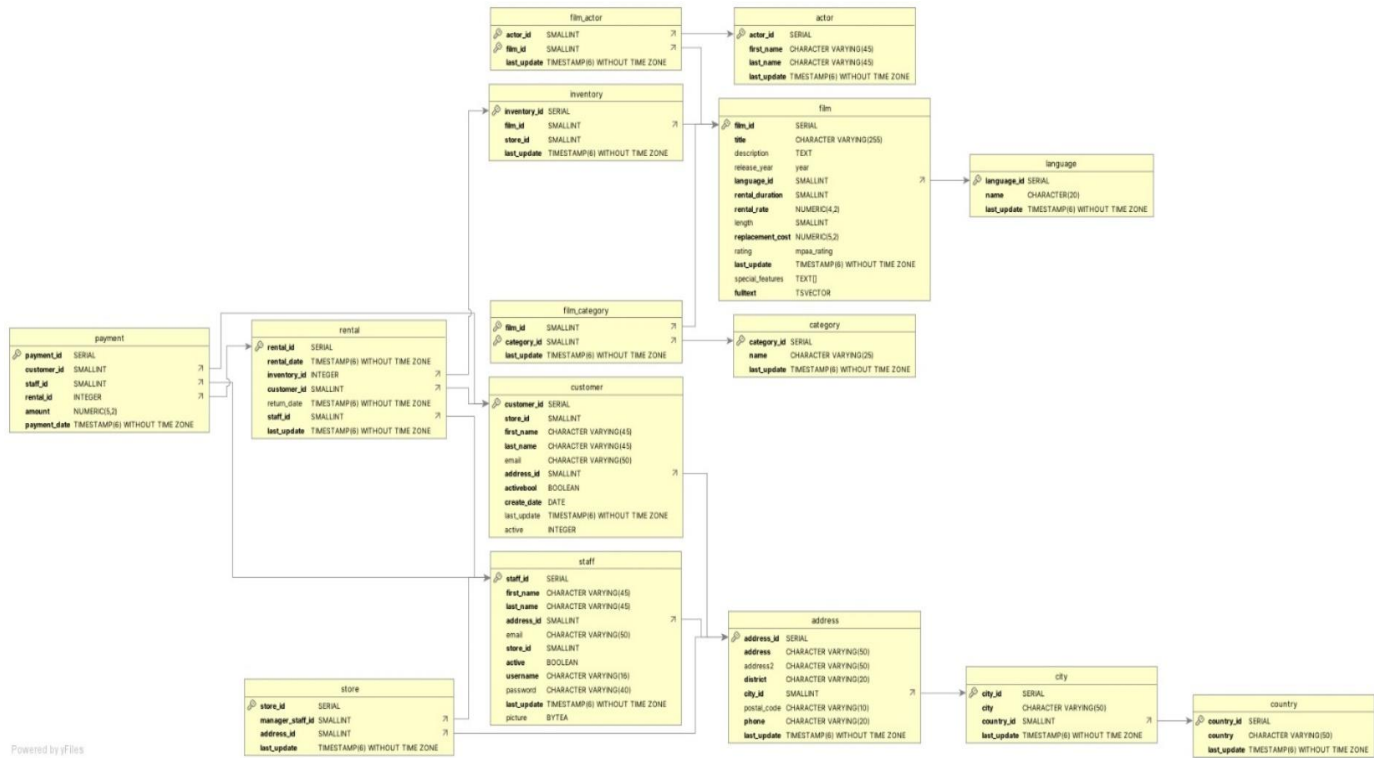 film_actor
actor_id SMALLINT
film_id SMALLINT
last_update TIMESTAMP(6) WITHOUT TIME ZONE
actor
actor_id SERIAL
first_name CHARACTER VARYING(45)
last_name CHARACTER VARYING(45)
last_update TIMESTAMP(6) WITHOUT TIME ZONE
inventory
inventory_id SERIAL
film_id SMALLINT
store_id SMALLINT
last_update TIMESTAMP(6) WITHOUT TIME ZONE
film
film_id SERIAL
title CHARACTER VARYING(255)
description TEXT
release_year year
language_id SMALLINT
rental_duration SMALLINT
rental_rate NUMERIC(4,2)
length SMALLINT
replacement_cost NUMERIC(5,2)
rating mpaa_rating
last_update TIMESTAMP(6) WITHOUT TIME ZONE
special_features TEXT[]
fulltext TSVECTOR
language
language_id SERIAL
name CHARACTER(20)
last_update TIMESTAMP(6) WITHOUT TIME ZONE
film_category
film_id SMALLINT
category_id SMALLINT
last_update TIMESTAMP(6) WITHOUT TIME ZONE
category
category_id SERIAL
name CHARACTER VARYING(25)
last_update TIMESTAMP(6) WITHOUT TIME ZONE
payment
payment_id SERIAL
customer_id SMALLINT
staff_id SMALLINT
rental_id INTEGER
amount NUMERIC(5,2)
payment_date TIMESTAMP(6) WITHOUT TIME ZONE
rental
rental_id SERIAL
rental_date TIMESTAMP(6) WITHOUT TIME ZONE
inventory_id INTEGER
customer_id SMALLINT
return_date TIMESTAMP(6) WITHOUT TIME ZONE
staff_id SMALLINT
last_update TIMESTAMP(6) WITHOUT TIME ZONE
customer
customer_id SERIAL
store_id SMALLINT
first_name CHARACTER VARYING(45)
last_name CHARACTER VARYING(45)
email CHARACTER VARYING(50)
address_id SMALLINT
activebool BOOLEAN
create_date DATE
last_update TIMESTAMP(6) WITHOUT TIME ZONE
active INTEGER
staff
staff_id SERIAL
first_name CHARACTER VARYING(45)
last_name CHARACTER VARYING(45)
address_id SMALLINT
email CHARACTER VARYING(50)
store_id SMALLINT
active BOOLEAN
username CHARACTER VARYING(16)
password CHARACTER VARYING(40)
last_update TIMESTAMP(6) WITHOUT TIME ZONE
picture BYTEA
store
store_id SERIAL
manager_staff_id SMALLINT
address_id SMALLINT
last_update TIMESTAMP(6) WITHOUT TIME ZONE
address
address_id SERIAL
address CHARACTER VARYING(50)
address2 CHARACTER VARYING(50)
district CHARACTER VARYING(20)
city_id SMALLINT
postal_code CHARACTER VARYING(10)
phone CHARACTER VARYING(20)
last_update TIMESTAMP(6) WITHOUT TIME ZONE
city
city_id SERIAL
city CHARACTER VARYING(50)
country_id SMALLINT
last_update TIMESTAMP(6) WITHOUT TIME ZONE
country
country_id SERIAL
country CHARACTER VARYING(50)
last_update TIMESTAMP(6) WITHOUT TIME ZONE
Powered by yFiles